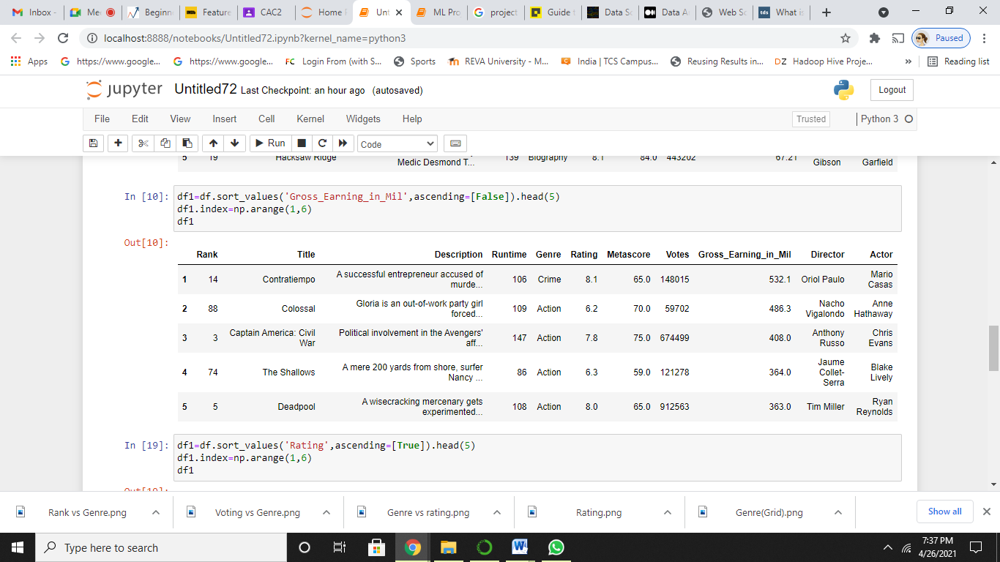 Inbox -
Mee
Beginn
Feature
CAC2
Home
Unt
ML Pro
project
Guide t
Data Sc
Data A
Web Sc
What is
localhost:8888/notebooks/Untitled72.ipynb?kernel_name=python3
Paused
Apps
https://www.google...
https://www.google...
FC Login From (with S...
Sports
REVA University - M...
India | TCS Campus...
Reusing Results in...
DZ Hadoop Hive Proje...
»
Reading list
jupyter Untitled72 Last Checkpoint: an hour ago (autosaved)
Logout
File Edit View Insert Cell Kernel Widgets Help
Trusted
Python 3
Run
Code
5 19 Hacksaw Ridge Medic Desmond T... 139 Biography 8.1 84.0 443202 67.21 Gibson Garfield
In [10]: df1=df.sort_values('Gross_Earning_in_Mil',ascending=[False]).head(5)
df1.index=np.arange(1,6)
df1
Out[10]:
Rank Title Description Runtime Genre Rating Metascore Votes Gross_Earning_in_Mil Director Actor
1 14 Contratiempo A successful entrepreneur accused of murde... 106 Crime 8.1 65.0 148015 532.1 Oriol Paulo Mario Casas
2 88 Colossal Gloria is an out-of-work party girl forced... 109 Action 6.2 70.0 59702 486.3 Nacho Vigalondo Anne Hathaway
3 3 Captain America: Civil War Political involvement in the Avengers' aff... 147 Action 7.8 75.0 674499 408.0 Anthony Russo Chris Evans
4 74 The Shallows A mere 200 yards from shore, surfer Nancy ... 86 Action 6.3 59.0 121278 364.0 Jaume Collet-Serra Blake Lively
5 5 Deadpool A wisecracking mercenary gets experimented... 108 Action 8.0 65.0 912563 363.0 Tim Miller Ryan Reynolds
In [19]: df1=df.sort_values('Rating',ascending=[True]).head(5)
df1.index=np.arange(1,6)
df1
Out[19]:
Rank vs Genre.png
Voting vs Genre.png
Genre vs rating.png
Rating.png
Genre(Grid).png
Show all
Type here to search
7:37 PM
4/26/2021